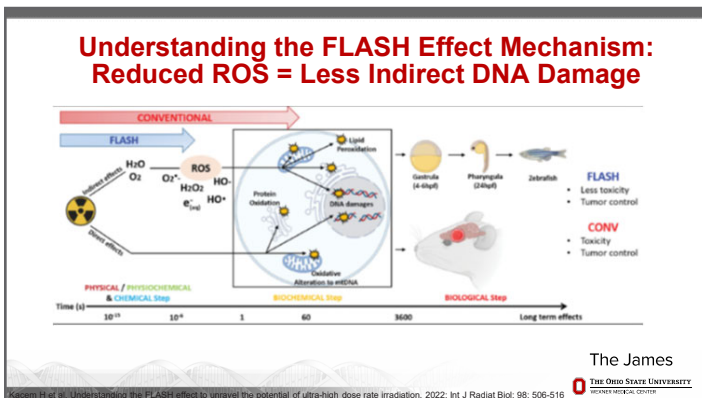 Understanding the FLASH Effect Mechanism:
Reduced ROS = Less Indirect DNA Damage
CONVENTIONAL
FLASH
Indirect effects
H₂O
O₂
ROS
O₂•-
H₂O₂
e-(aq)
HO-
HO•
Direct effects
Lipid
Peroxidation
Protein
Oxidation
DNA damages
Oxidative
Alteration to mtDNA
Gastrula
(4-6hpf)
Pharyngula
(24hpf)
Zebrafish
FLASH
• Less toxicity
• Tumor control
CONV
• Toxicity
• Tumor control
PHYSICAL / PHYSIOCHEMICAL
& CHEMICAL Step
BIOCHEMICAL Step
BIOLOGICAL Step
Time (s)
1
60
3600
Long term effects
The James
THE OHIO STATE UNIVERSITY
WEXNER MEDICAL CENTER
Kacem H et al. Understanding the FLASH effect to unravel the potential of ultra-high dose rate irradiation. 2022; Int J Radiat Biol; 98; 506-516